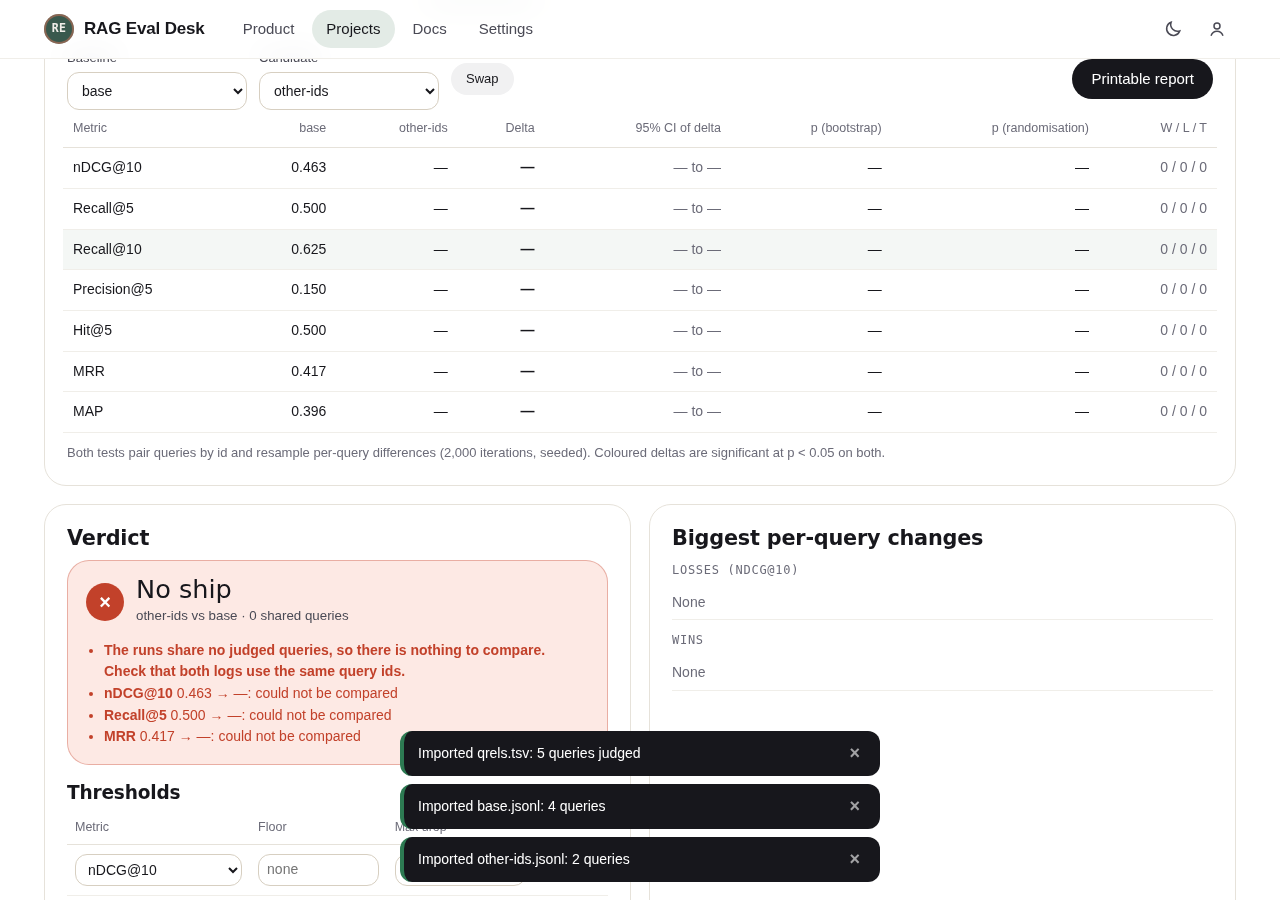 RE RAG Eval Desk Product Projects Docs Settings
Baseline Candidate
base other-ids Swap Printable report
Metric base other-ids Delta 95% CI of delta p (bootstrap) p (randomisation) W / L / T
nDCG@10 0.463 — — — to — — — 0 / 0 / 0
Recall@5 0.500 — — — to — — — 0 / 0 / 0
Recall@10 0.625 — — — to — — — 0 / 0 / 0
Precision@5 0.150 — — — to — — — 0 / 0 / 0
Hit@5 0.500 — — — to — — — 0 / 0 / 0
MRR 0.417 — — — to — — — 0 / 0 / 0
MAP 0.396 — — — to — — — 0 / 0 / 0
Both tests pair queries by id and resample per-query differences (2,000 iterations, seeded). Coloured deltas are significant at p < 0.05 on both.
Verdict
No ship
other-ids vs base · 0 shared queries
• The runs share no judged queries, so there is nothing to compare.
Check that both logs use the same query ids.
• nDCG@10 0.463 → —: could not be compared
• Recall@5 0.500 → —: could not be compared
• MRR 0.417 → —: could not be compared
Thresholds
Metric Floor Max drop
nDCG@10 none
Biggest per-query changes
LOSSES (NDCG@10)
None
WINS
None
Imported qrels.tsv: 5 queries judged ×
Imported base.jsonl: 4 queries ×
Imported other-ids.jsonl: 2 queries ×